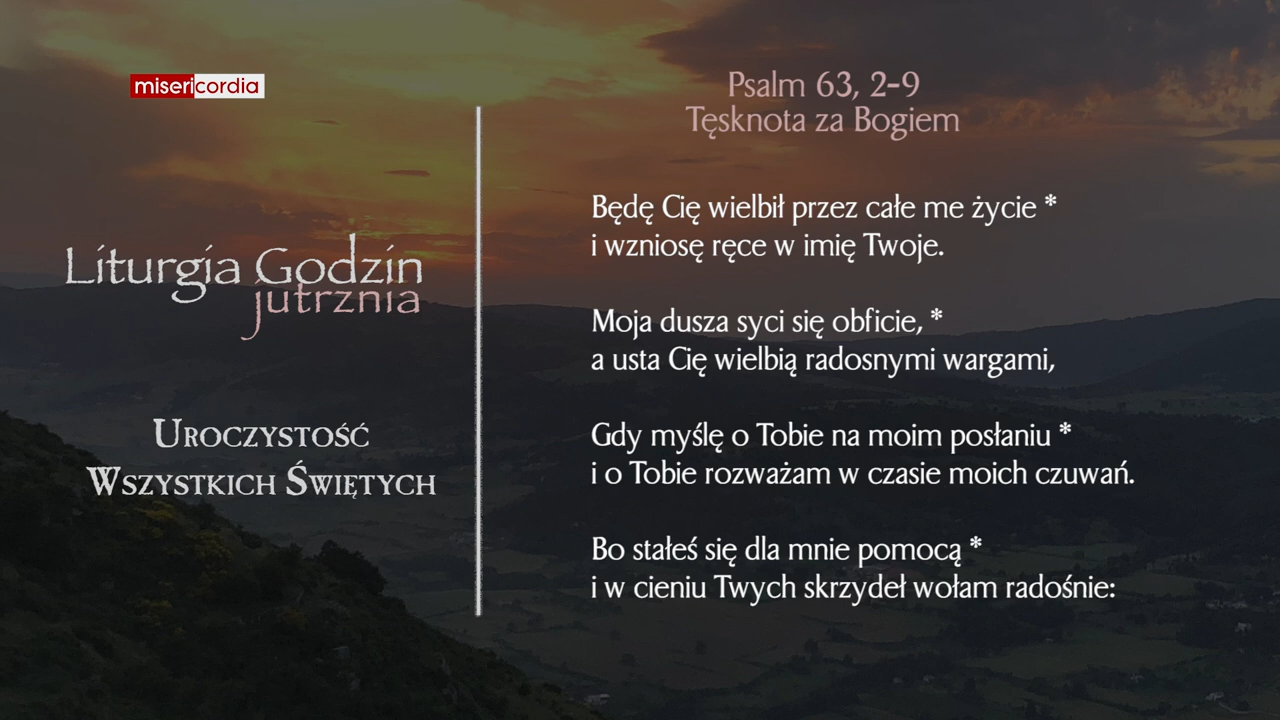 misericordia
Liturgia Godzin
jutrznia
Uroczystość
Wszystkich Świętych
Psalm 63, 2-9
Tęsknota za Bogiem
Będę Cię wielbił przez całe me życie *
i wzniosę ręce w imię Twoje.
Moja dusza syci się obficie, *
a usta Cię wielbią radosnymi wargami,
Gdy myślę o Tobie na moim posłaniu *
i o Tobie rozważam w czasie moich czuwań.
Bo stałeś się dla mnie pomocą *
i w cieniu Twych skrzydeł wołam radośnie: